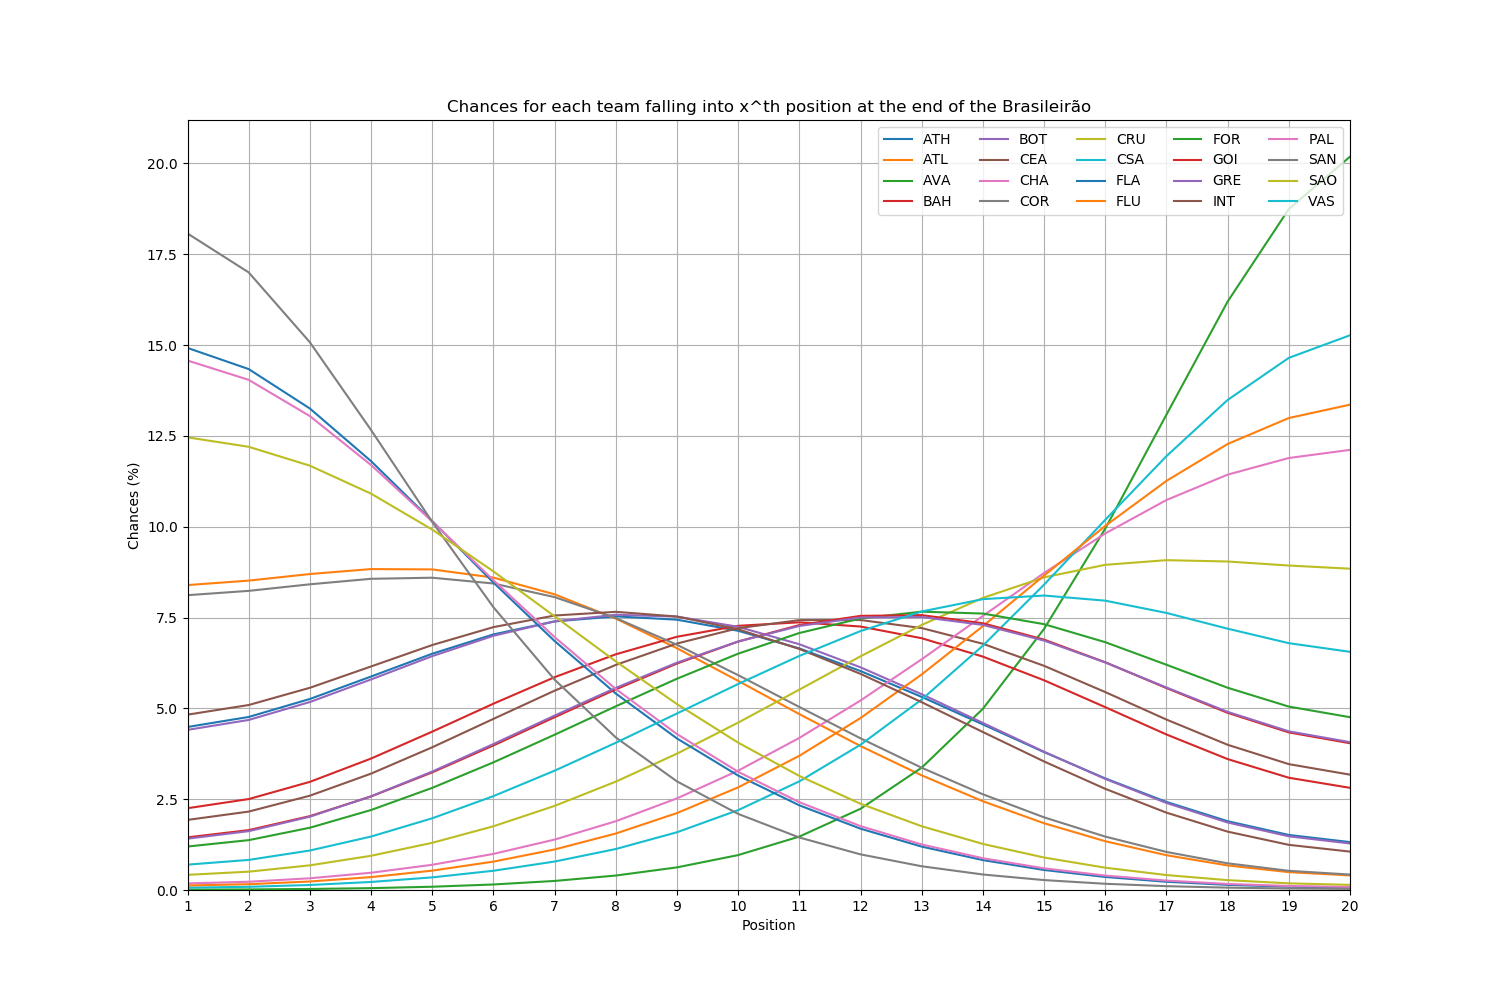 Chances for each team falling into x^th position at the end of the Brasileirão
ATH BOT CRU FOR PAL
ATL CEA CSA GOI SAN
AVA CHA FLA GRE SAO
BAH COR FLU INT VAS
20.0
17.5
15.0
12.5
10.0
7.5
5.0
2.5
0.0
Chances (%)
1 2 3 4 5 6 7 8 9 10 11 12 13 14 15 16 17 18 19 20
Position